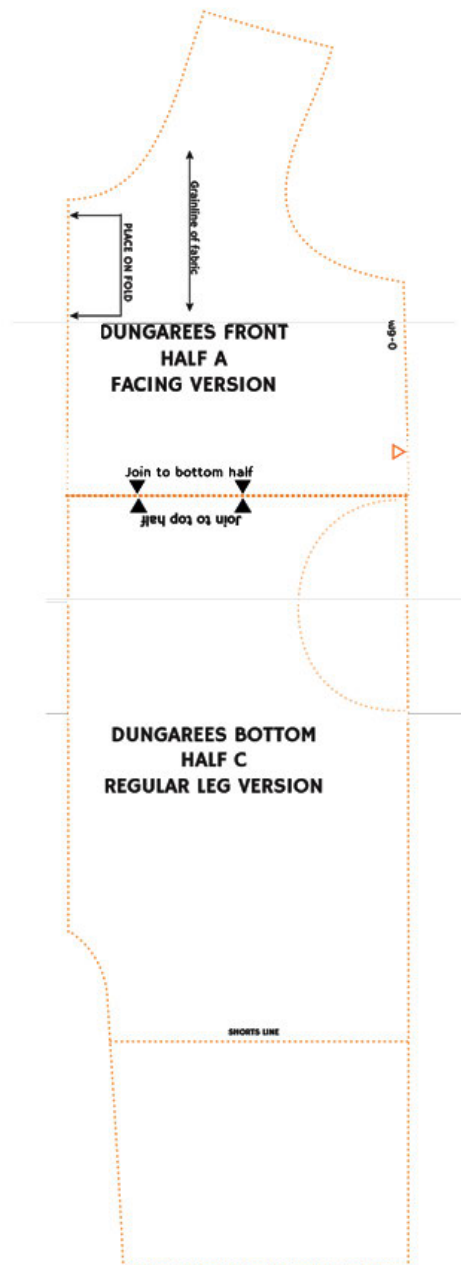 Grainline of fabric
PLACE ON FOLD
DUNGAREES FRONT
HALF A
FACING VERSION
w9-0
Join to bottom half
Join to top half
DUNGAREES BOTTOM
HALF C
REGULAR LEG VERSION
SHORTS LINE